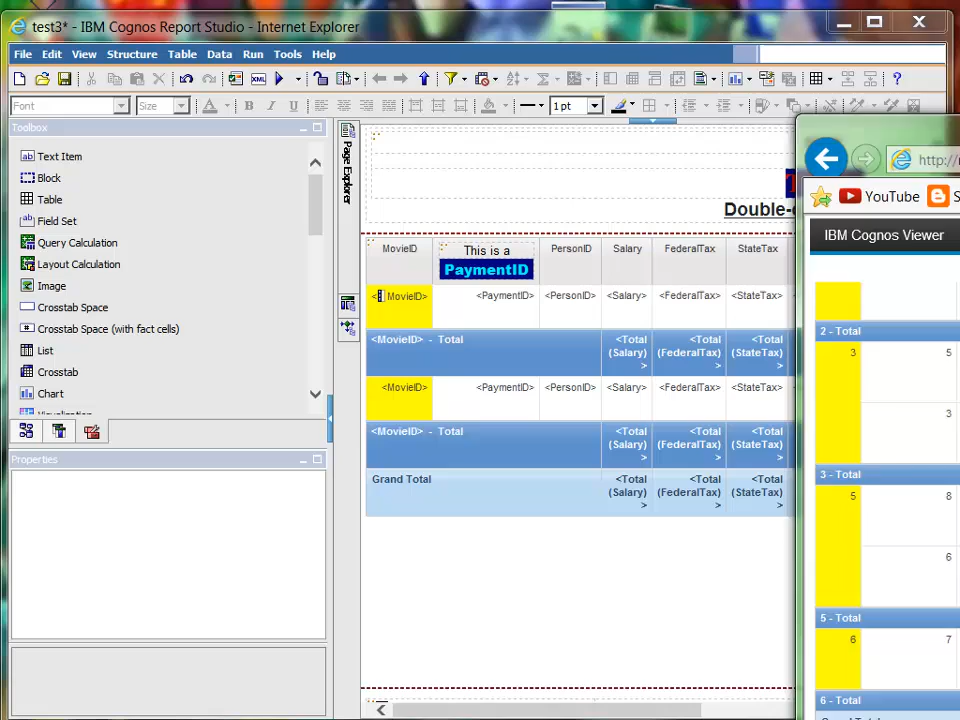 test3* - IBM Cognos Report Studio - Internet Explorer
File Edit View Structure Table Data Run Tools Help
Font Size A B I U 1 pt
Toolbox
Text Item
Block
Table
Field Set
Query Calculation
Layout Calculation
Image
Crosstab Space
Crosstab Space (with fact cells)
List
Crosstab
Chart
Properties
Page Explorer
Double-
MovieID This is a PersonID Salary FederalTax StateTax
PaymentID
<MovieID> <PaymentID> <PersonID> <Salary> <FederalTax> <StateTax>
<MovieID> - Total <Total <Total <Total
(Salary) (FederalTax) (StateTax)
> > >
<MovieID> <PaymentID> <PersonID> <Salary> <FederalTax> <StateTax>
<MovieID> - Total <Total <Total <Total
(Salary) (FederalTax) (StateTax)
> > >
Grand Total <Total <Total <Total
(Salary) (FederalTax) (StateTax)
> > >
http://
YouTube
IBM Cognos Viewer
2 - Total
3 5
3
3 - Total
5 8
6
5 - Total
6 7
6 - Total